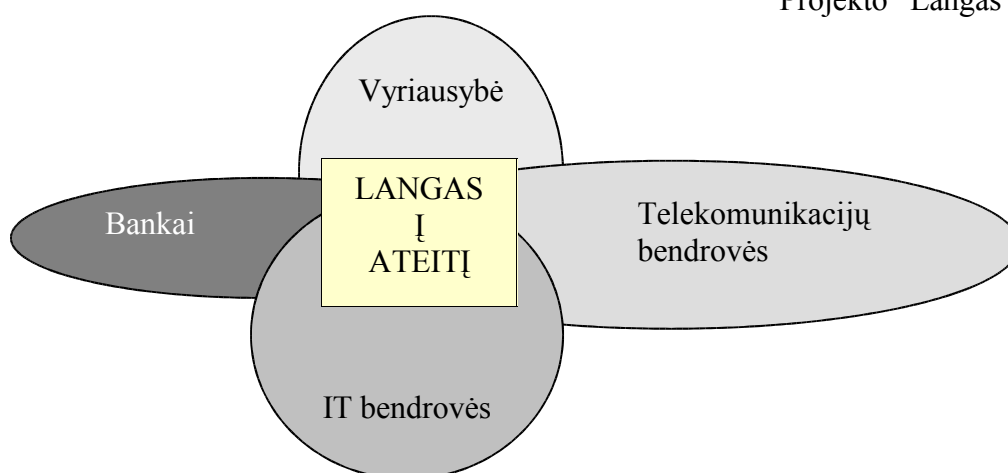 Projekto "Langas
Vyriausybė
LANGAS
Į
ATEITĮ
Bankai
Telekomunikacijų
bendrovės
IT bendrovės